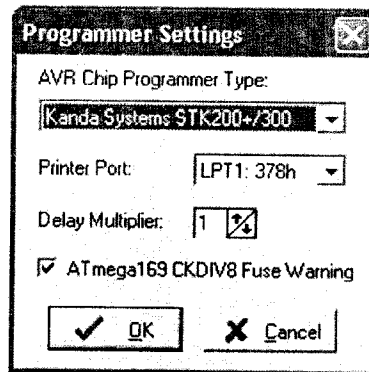 Programmer Settings
AVR Chip Programmer Type:
Kanda Systems STK200+/300
Printer Port: LPT1: 378h
Delay Multiplier: 1
ATmega169 CKDIV8 Fuse Warning
OK Cancel